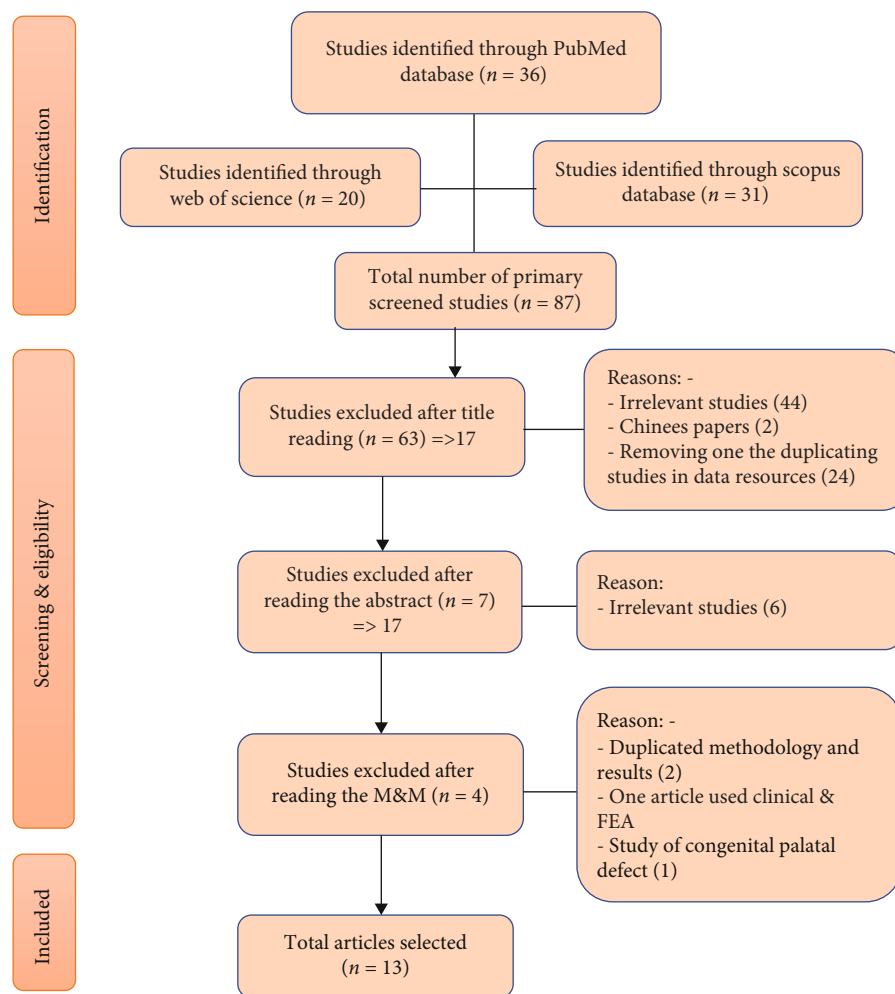 Identification
Studies identified through PubMed
database (n = 36)
Studies identified through
web of science (n = 20)
Studies identified through scopus
database (n = 31)
Total number of primary
screened studies (n = 87)
Screening & eligibility
Studies excluded after title
reading (n = 63) =>17
Reasons: -
- Irrelevant studies (44)
- Chinees papers (2)
- Removing one the duplicating
studies in data resources (24)
Studies excluded after
reading the abstract (n = 7)
=> 17
Reason:
- Irrelevant studies (6)
Studies excluded after
reading the M&M (n = 4)
Reason: -
- Duplicated methodology and
results (2)
- One article used clinical &
FEA
- Study of congenital palatal
defect (1)
Included
Total articles selected
(n = 13)